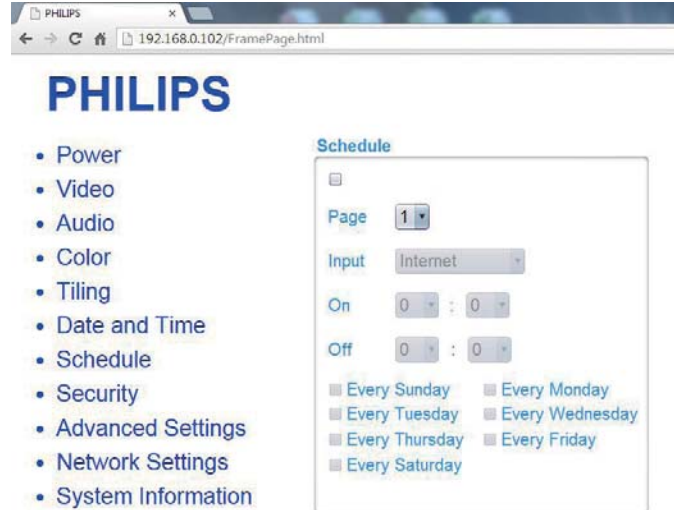 PHILIPS
192.168.0.102/FramePage.html
PHILIPS
• Power
• Video
• Audio
• Color
• Tiling
• Date and Time
• Schedule
• Security
• Advanced Settings
• Network Settings
• System Information
Schedule
Page 1
Input Internet
On 0 : 0
Off 0 : 0
Every Sunday Every Monday
Every Tuesday Every Wednesday
Every Thursday Every Friday
Every Saturday